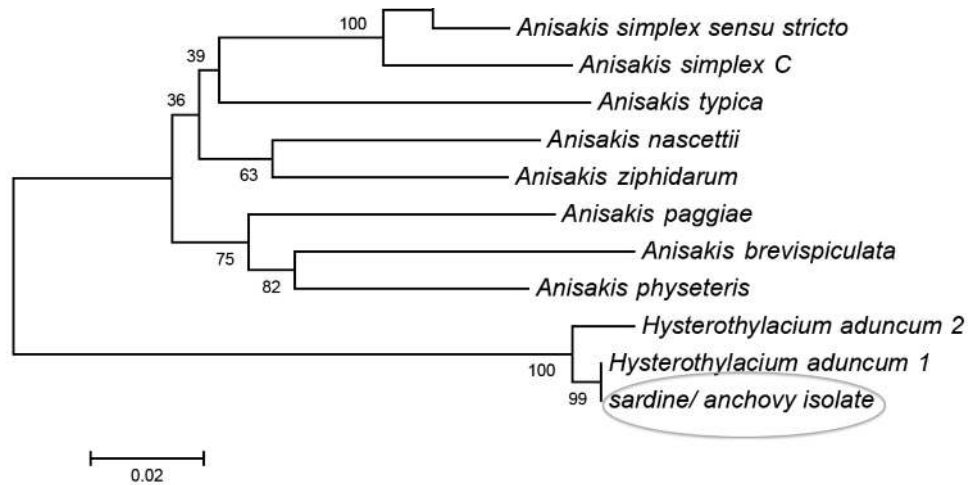 100
Anisakis simplex sensu stricto
39
Anisakis simplex C
36
Anisakis typica
Anisakis nascettii
63
Anisakis ziphidarum
Anisakis paggiae
75
Anisakis brevispiculata
82
Anisakis physeteris
Hysterothylacium aduncum 2
100
Hysterothylacium aduncum 1
99
sardine/ anchovy isolate
0.02